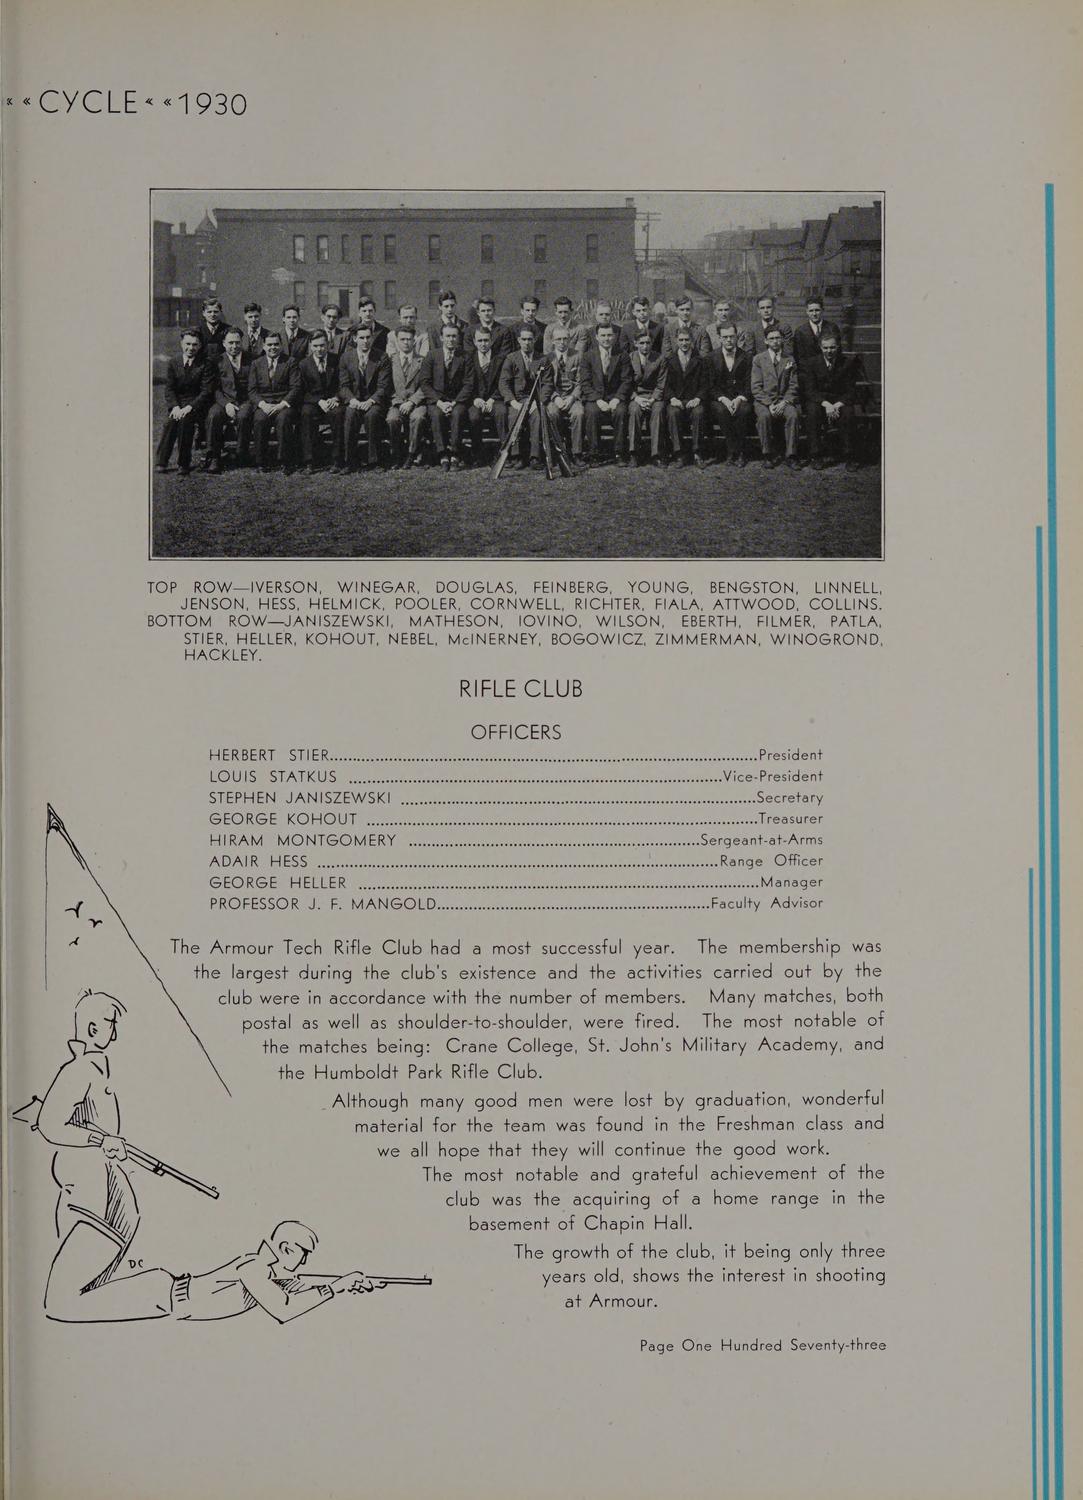 « « CYCLE « « 1930
TOP ROW—IVERSON, WINEGAR, DOUGLAS, FEINBERG, YOUNG, BENGSTON, LINNELL,
JENSON, HESS, HELMICK, POOLER, CORNWELL, RICHTER, FIALA, ATTWOOD, COLLINS.
BOTTOM ROW—JANISZEWSKI, MATHESON, IOVINO, WILSON, EBERTH, FILMER, PATLA,
STIER, HELLER, KOHOUT, NEBEL, McINERNEY, BOGOWICZ, ZIMMERMAN, WINOGROND,
HACKLEY.
RIFLE CLUB
OFFICERS
HERBERT STIER........President
LOUIS STATKUS ........Vice-President
STEPHEN JANISZEWSKI ........Secretary
GEORGE KOHOUT ........Treasurer
HIRAM MONTGOMERY ........Sergeant-at-Arms
ADAIR HESS ........Range Officer
GEORGE HELLER ........Manager
PROFESSOR J. F. MANGOLD........Faculty Advisor
The Armour Tech Rifle Club had a most successful year. The membership was
the largest during the club's existence and the activities carried out by the
club were in accordance with the number of members. Many matches, both
postal as well as shoulder-to-shoulder, were fired. The most notable of
the matches being: Crane College, St. John's Military Academy, and
the Humboldt Park Rifle Club.
Although many good men were lost by graduation, wonderful
material for the team was found in the Freshman class and
we all hope that they will continue the good work.
The most notable and grateful achievement of the
club was the acquiring of a home range in the
basement of Chapin Hall.
The growth of the club, it being only three
years old, shows the interest in shooting
at Armour.
DC
Page One Hundred Seventy-three